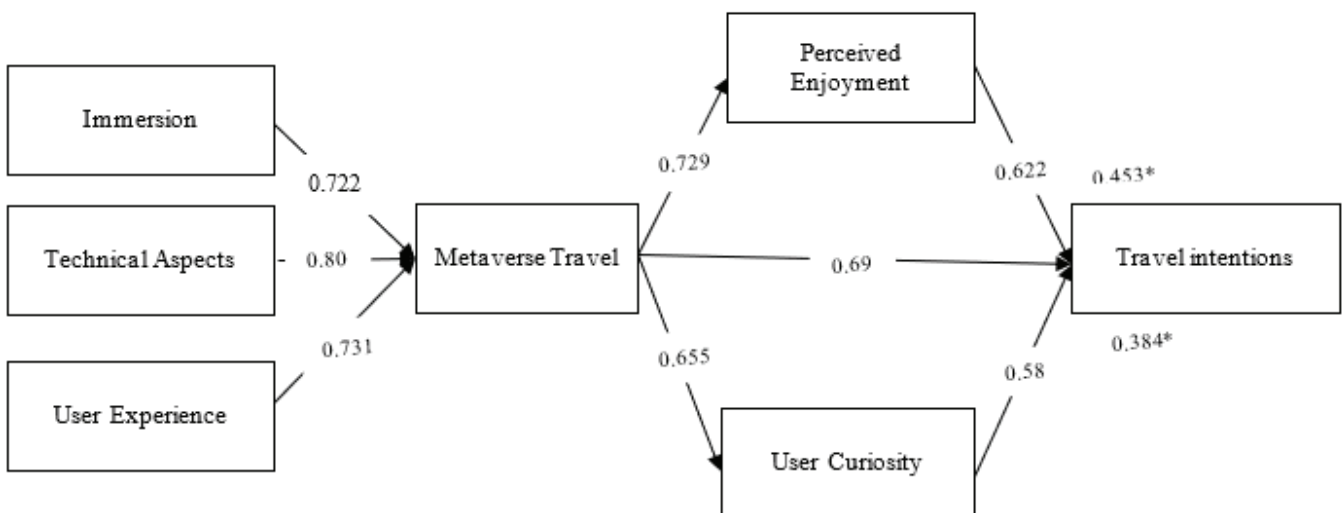 Perceived
Enjoyment
Immersion
0.722
0.729
0.622
0.453*
Technical Aspects
- 0.80
Metaverse Travel
0.69
Travel intentions
User Experience
0.731
0.655
0.58
0.384*
User Curiosity